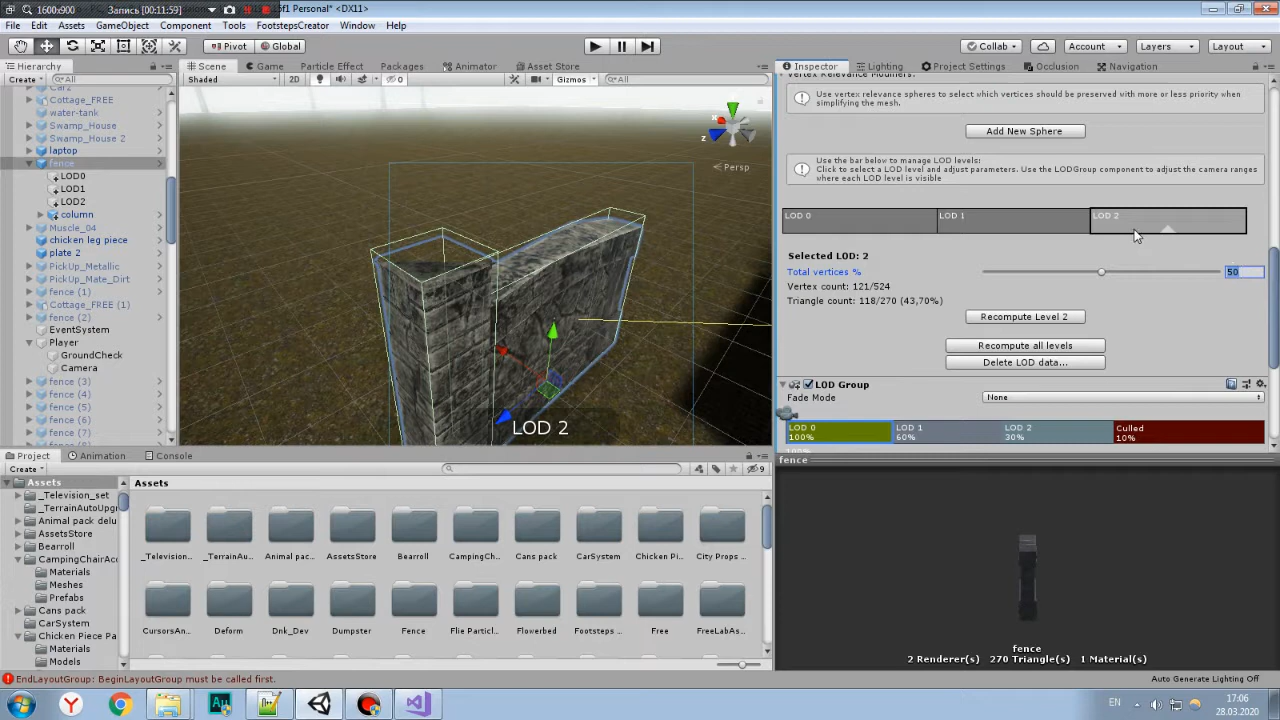 1600x900
Запись [00:11:59]
5f1 Personal* <DX11>
File Edit Assets GameObject Component Tools FootstepsCreator Window Help
Pivot Global
Collab
Account
Layers
Layout
Hierarchy
Create
All
Car2
Cottage_FREE
water-tank
Swamp_House
Swamp_House 2
laptop
fence
LOD0
LOD1
LOD2
column
Muscle_04
chicken leg piece
plate 2
PickUp_Metallic
PickUp_Mate_Dirt
fence (1)
Cottage_FREE (1)
fence (2)
EventSystem
Player
GroundCheck
Camera
fence (3)
fence (4)
fence (5)
fence (6)
fence (7)
Scene Game Particle Effect Packages Animator Asset Store
Shaded 2D 0 Gizmos All
x
z
Persp
LOD 2
Inspector Lighting Project Settings Occlusion Navigation
Vertex Relevance Modifiers:
Use vertex relevance spheres to select which vertices should be preserved with more or less priority when
simplifying the mesh.
Add New Sphere
Use the bar below to manage LOD levels:
Click to select a LOD level and adjust parameters. Use the LODGroup component to adjust the camera ranges
where each LOD level is visible
LOD 0 LOD 1 LOD 2
Selected LOD: 2
Total vertices % 50
Vertex count: 121/524
Triangle count: 118/270 (43,70%)
Recompute Level 2
Recompute all levels
Delete LOD data...
LOD Group
Fade Mode None
LOD 0 LOD 1 LOD 2 Culled
100% 60% 30% 10%
fence
fence
2 Renderer(s) 270 Triangle(s) 1 Material(s)
Project Animation Console
Create
9
Assets
_Television_set
_TerrainAutoUpgr
Animal pack delu
AssetsStore
Bearroll
CampingChairAcc
Materials
Meshes
Prefabs
Cans pack
CarSystem
Chicken Piece Pa
Materials
Models
Assets
_Television... _TerrainAu... Animal pac... AssetsStore Bearroll CampingCh... Cans pack CarSystem Chicken Pi... City Props ...
CursorsAn... Deform Dnk_Dev Dumpster Fence Flie Particl... Flowerbed Footsteps ... Free FreeLabAs...
EndLayoutGroup: BeginLayoutGroup must be called first.
Auto Generate Lighting Off
EN
17:06
28.03.2020